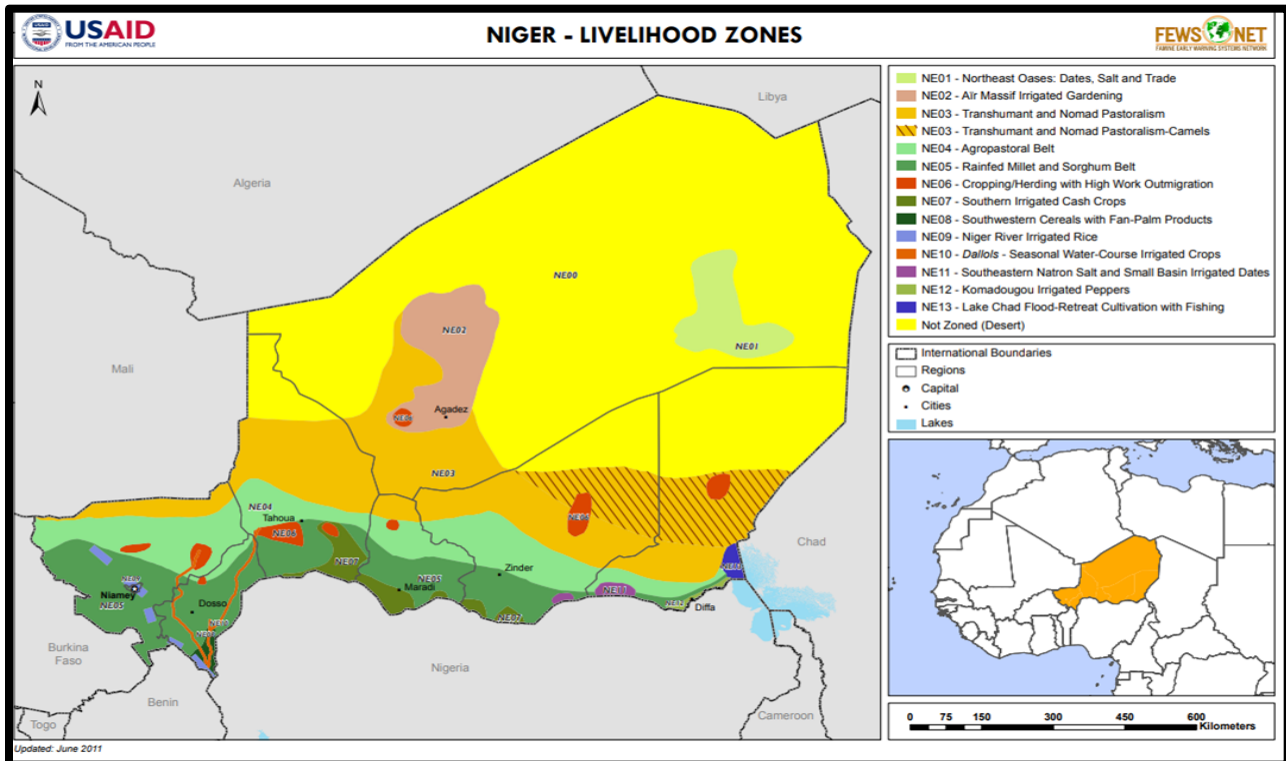 USAID
FROM THE AMERICAN PEOPLE
NIGER - LIVELIHOOD ZONES
FEWS NET
FAMINE EARLY WARNING SYSTEMS NETWORK
N
Libya
Algeria
Mali
Chad
Burkina
Faso
Benin
Togo
Nigeria
Cameroon
NE00
NE01
NE02
NE03
NE04
Tahoua
NE06
NE07
Agadez
NE06
Zinder
NE05
Maradi
NE07
NE11
Diffa
Niamey
NE05
Dosso
NE01 - Northeast Oases: Dates, Salt and Trade
NE02 - Aïr Massif Irrigated Gardening
NE03 - Transhumant and Nomad Pastoralism
NE03 - Transhumant and Nomad Pastoralism-Camels
NE04 - Agropastoral Belt
NE05 - Rainfed Millet and Sorghum Belt
NE06 - Cropping/Herding with High Work Outmigration
NE07 - Southern Irrigated Cash Crops
NE08 - Southwestern Cereals with Fan-Palm Products
NE09 - Niger River Irrigated Rice
NE10 - Dallols - Seasonal Water-Course Irrigated Crops
NE11 - Southeastern Natron Salt and Small Basin Irrigated Dates
NE12 - Komadougou Irrigated Peppers
NE13 - Lake Chad Flood-Retreat Cultivation with Fishing
Not Zoned (Desert)
International Boundaries
Regions
Capital
Cities
Lakes
0 75 150 300 450 600
Kilometers
Updated: June 2011